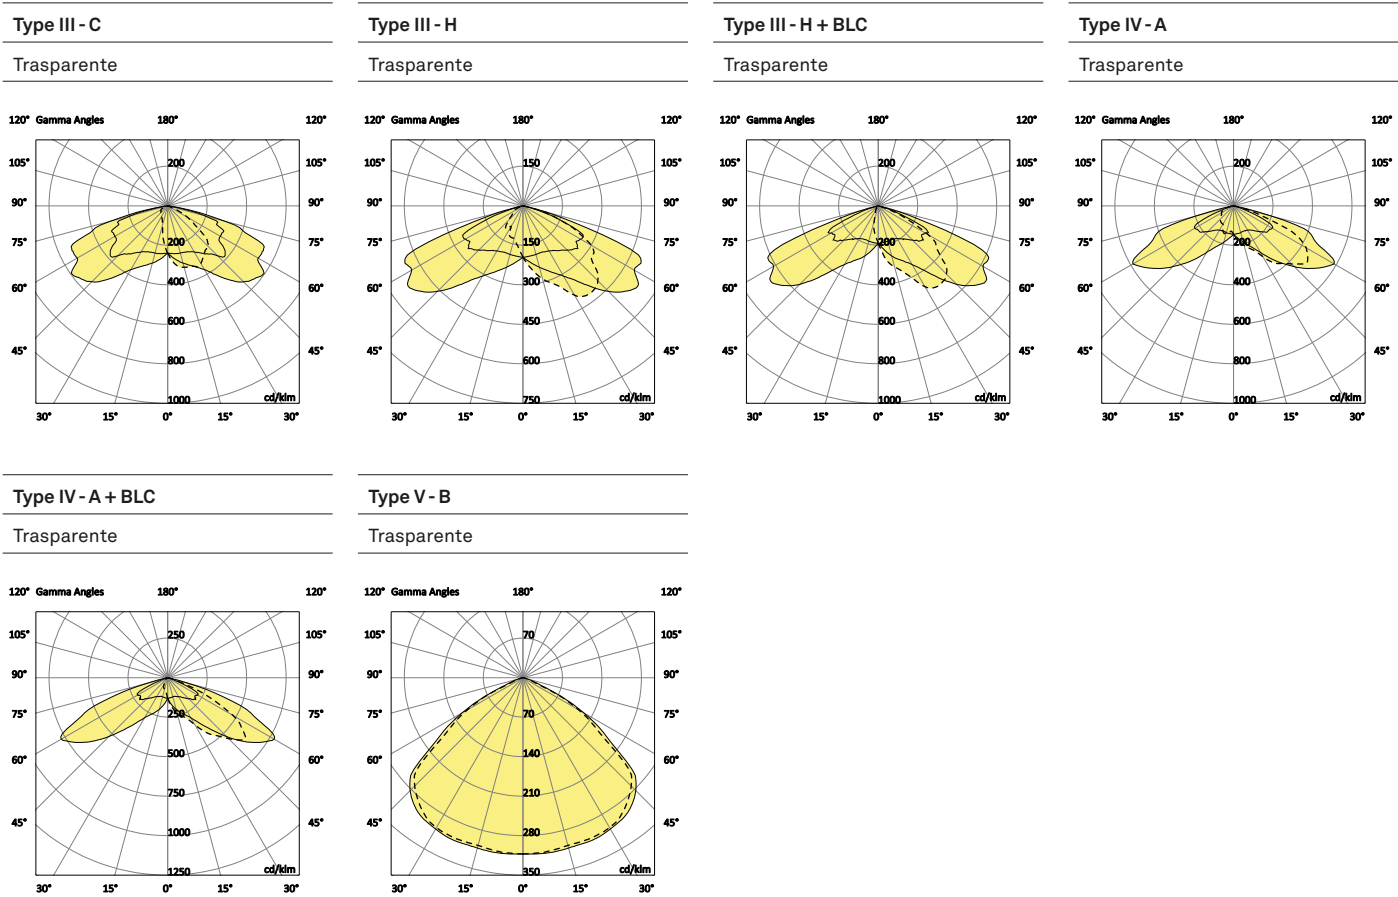 Type III - C
Trasparente
120° Gamma Angles 180° 120°
105° 200 105°
90° 90°
75° 200 75°
60° 400 60°
600
45° 800 45°
1000 cd/klm
30° 15° 0° 15° 30°
Type III - H
Trasparente
120° Gamma Angles 180° 120°
105° 150 105°
90° 90°
75° 150 75°
60° 300 60°
450
45° 600 45°
750 cd/klm
30° 15° 0° 15° 30°
Type III - H + BLC
Trasparente
120° Gamma Angles 180° 120°
105° 200 105°
90° 90°
75° 200 75°
60° 400 60°
600
45° 800 45°
1000 cd/klm
30° 15° 0° 15° 30°
Type IV - A
Trasparente
120° Gamma Angles 180° 120°
105° 200 105°
90° 90°
75° 200 75°
60° 400 60°
600
45° 800 45°
1000 cd/klm
30° 15° 0° 15° 30°
Type IV - A + BLC
Trasparente
120° Gamma Angles 180° 120°
105° 250 105°
90° 90°
75° 250 75°
60° 500 60°
750
45° 1000 45°
1250 cd/klm
30° 15° 0° 15° 30°
Type V - B
Trasparente
120° Gamma Angles 180° 120°
105° 70 105°
90° 90°
75° 70 75°
60° 140 60°
210
45° 280 45°
350 cd/klm
30° 15° 0° 15° 30°